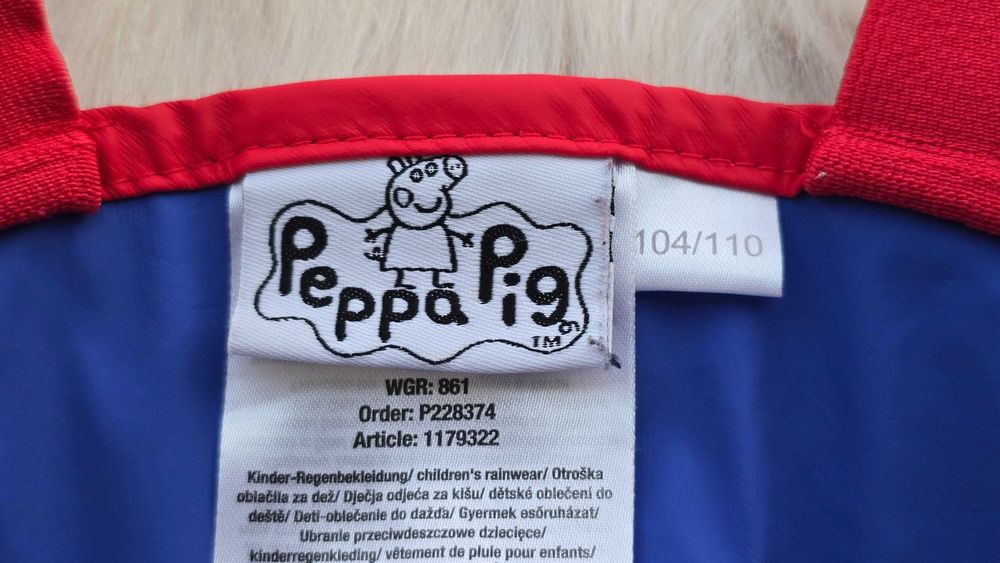 Peppa Pig
TM
104/110
WGR: 861
Order: P228374
Article: 1179322
Kinder-Regenbekleidung/ children's rainwear/ Otroška
oblačila za dež/ Dječja odjeća za kišu/ dětské oblečení do
deště/ Deti-oblečenie do dažďa/ Gyermek esőruházat/
Ubranie przeciwdeszczowe dziecięce/
kinderregenkleding/ vêtement de pluie pour enfants/